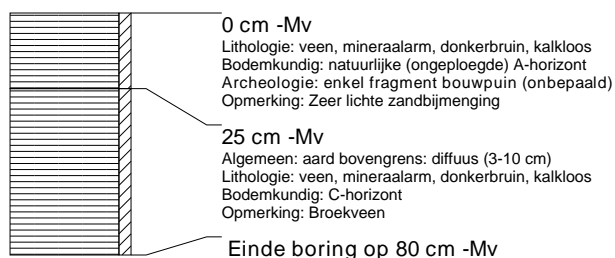 0 cm -Mv
Lithologie: veen, mineraalarm, donkerbruin, kalkloos
Bodemkundig: natuurlijke (ongeploegde) A-horizont
Archeologie: enkel fragment bouwpuin (onbepaald)
Opmerking: Zeer lichte zandbijmenging
25 cm -Mv
Algemeen: aard bovengrens: diffuus (3-10 cm)
Lithologie: veen, mineraalarm, donkerbruin, kalkloos
Bodemkundig: C-horizont
Opmerking: Broekveen
Einde boring op 80 cm -Mv